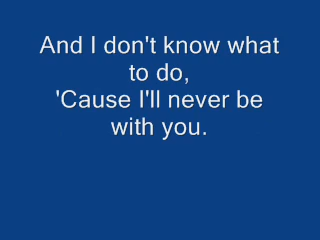 And I don't know what
to do,
'Cause I'll never be
with you.